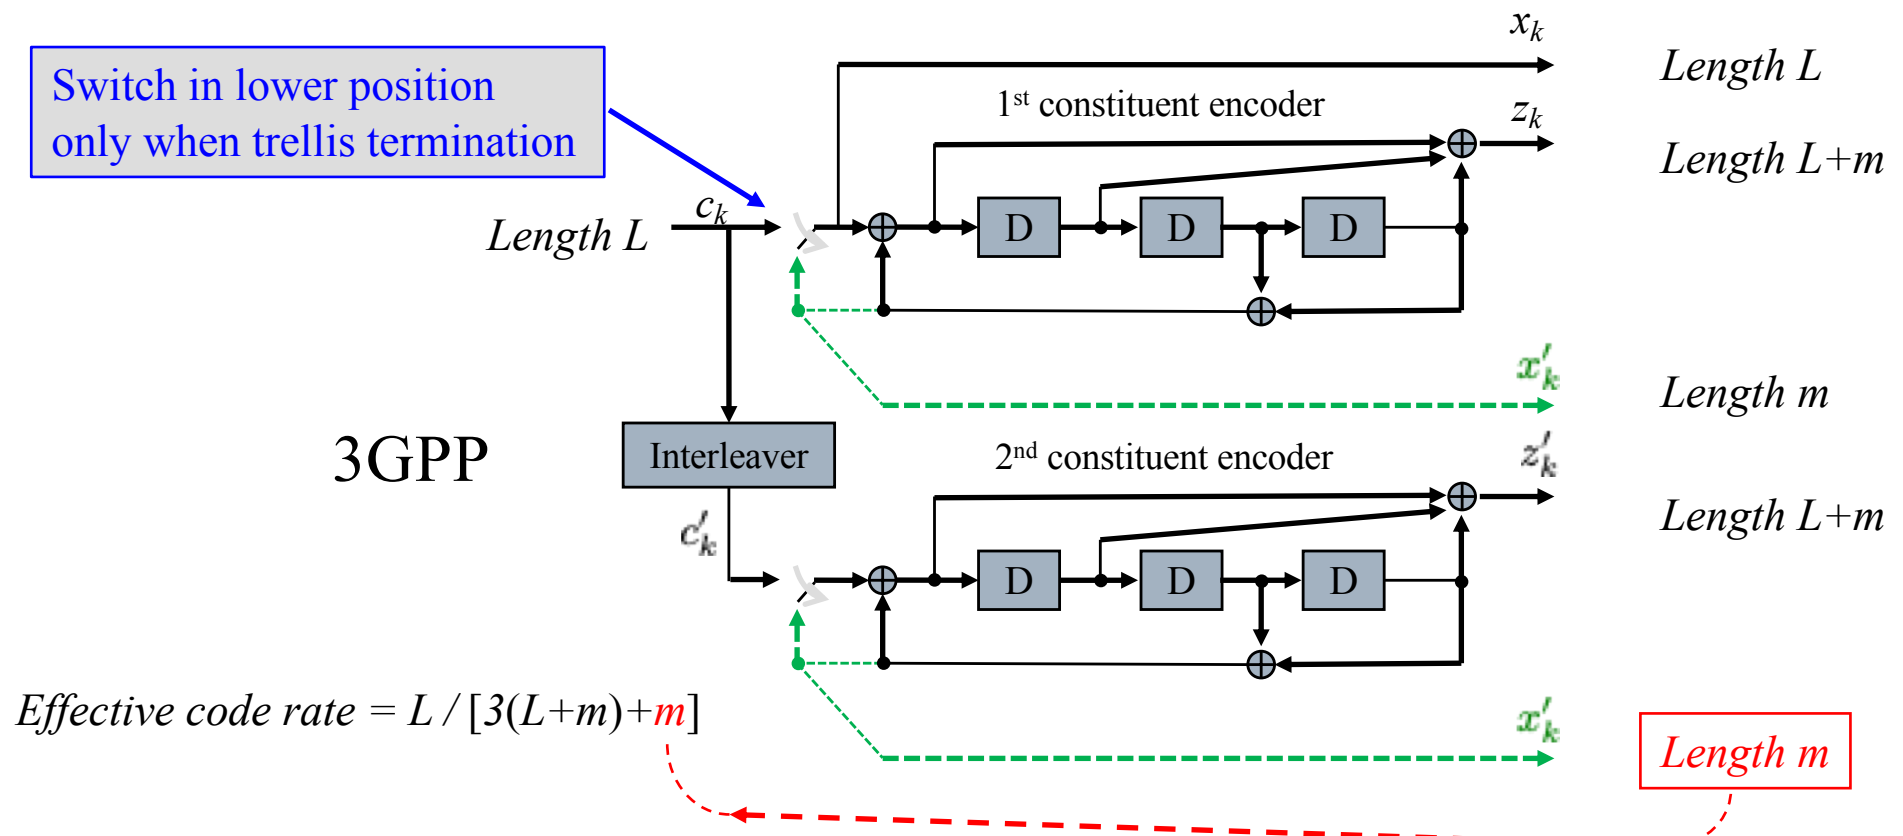 x_k
Length L
Switch in lower position
only when trellis termination
1st constituent encoder
z_k
Length L+m
c_k
Length L
D
D
D
x'_k
Length m
3GPP
Interleaver
2nd constituent encoder
z'_k
Length L+m
c'_k
D
D
D
Effective code rate = L / [3(L+m)+m]
x'_k
Length m